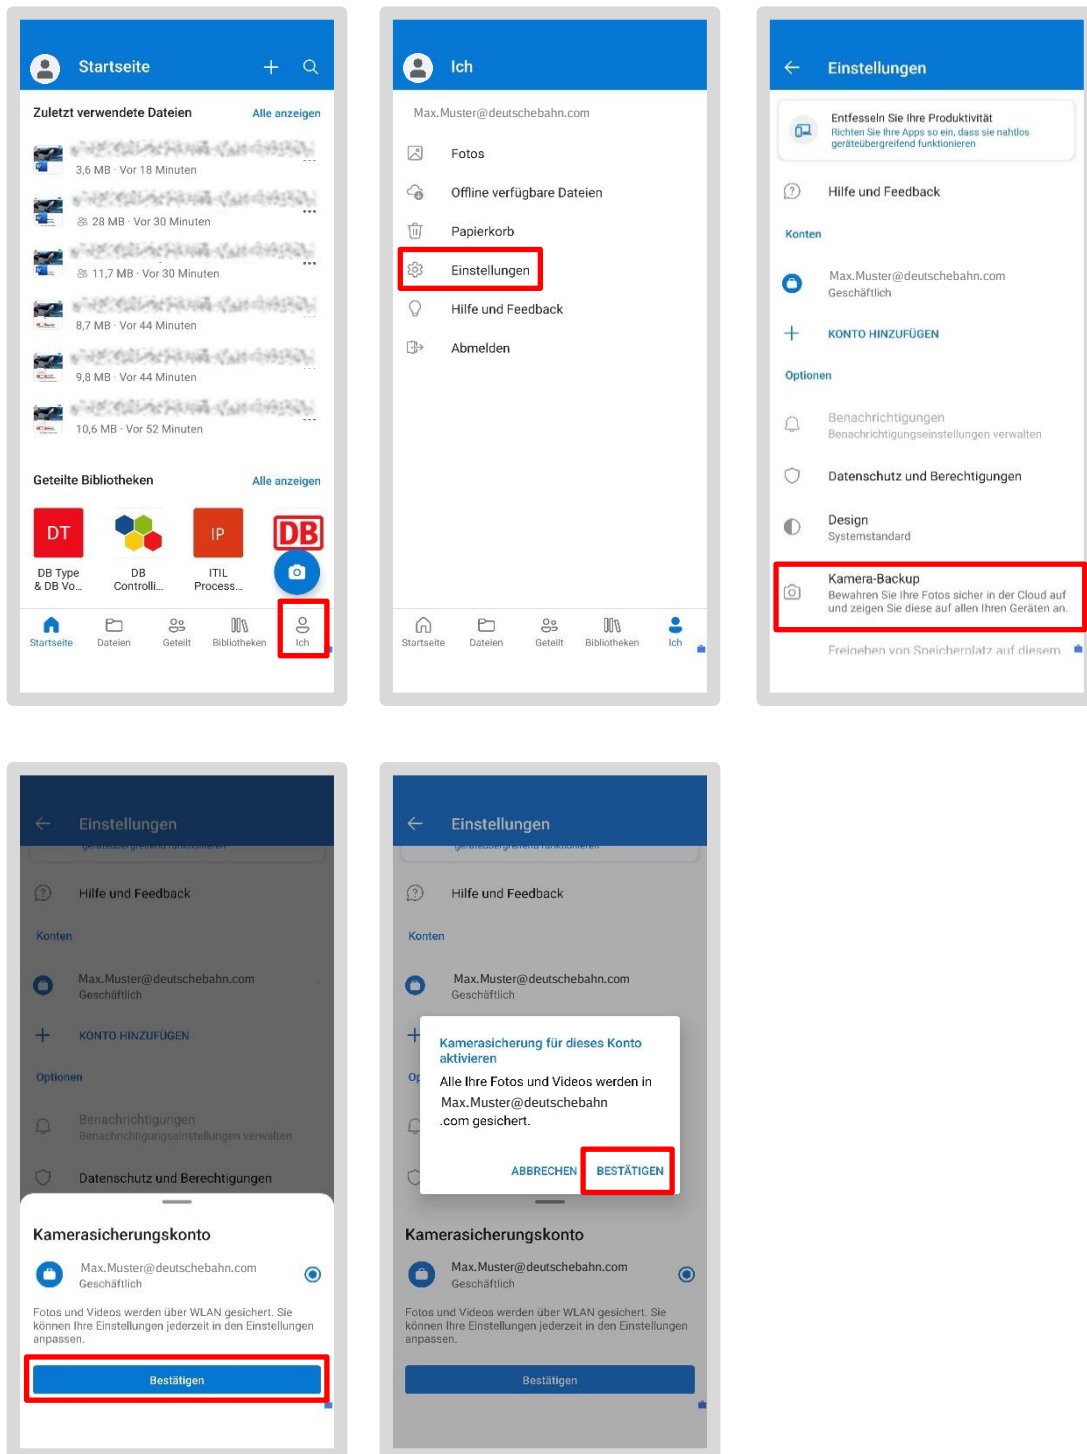 Startseite
Zuletzt verwendete Dateien
Alle anzeigen
3,6 MB · Vor 18 Minuten
28 MB · Vor 30 Minuten
11,7 MB · Vor 30 Minuten
8,7 MB · Vor 44 Minuten
9,8 MB · Vor 44 Minuten
10,6 MB · Vor 52 Minuten
Geteilte Bibliotheken
Alle anzeigen
DT
IP
DB
DB Type
& DB Vo...
DB
Controlli...
ITIL
Process...
Startseite
Dateien
Geteilt
Bibliotheken
Ich
Ich
Max.Muster@deutschebahn.com
Fotos
Offline verfügbare Dateien
Papierkorb
Einstellungen
Hilfe und Feedback
Abmelden
Startseite
Dateien
Geteilt
Bibliotheken
Ich
Einstellungen
Entfesseln Sie Ihre Produktivität
Richten Sie Ihre Apps so ein, dass sie nahtlos
geräteübergreifend funktionieren
Hilfe und Feedback
Konten
Max.Muster@deutschebahn.com
Geschäftlich
KONTO HINZUFÜGEN
Optionen
Benachrichtigungen
Benachrichtigungseinstellungen verwalten
Datenschutz und Berechtigungen
Design
Systemstandard
Kamera-Backup
Bewahren Sie Ihre Fotos sicher in der Cloud auf
und zeigen Sie diese auf allen Ihren Geräten an.
Freigeben von Speicherplatz auf diesem
Einstellungen
geräteübergreifend funktionieren
Hilfe und Feedback
Konten
Max.Muster@deutschebahn.com
Geschäftlich
KONTO HINZUFÜGEN
Optionen
Benachrichtigungen
Benachrichtigungseinstellungen verwalten
Datenschutz und Berechtigungen
Kamerasicherungskonto
Max.Muster@deutschebahn.com
Geschäftlich
Fotos und Videos werden über WLAN gesichert. Sie
können Ihre Einstellungen jederzeit in den Einstellungen
anpassen.
Bestätigen
Einstellungen
geräteübergreifend funktionieren
Hilfe und Feedback
Konten
Max.Muster@deutschebahn.com
Geschäftlich
Op
Kamerasicherung für dieses Konto
aktivieren
Alle Ihre Fotos und Videos werden in
Max.Muster@deutschebahn
.com gesichert.
ABBRECHEN
BESTÄTIGEN
Kamerasicherungskonto
Max.Muster@deutschebahn.com
Geschäftlich
Fotos und Videos werden über WLAN gesichert. Sie
können Ihre Einstellungen jederzeit in den Einstellungen
anpassen.
Bestätigen